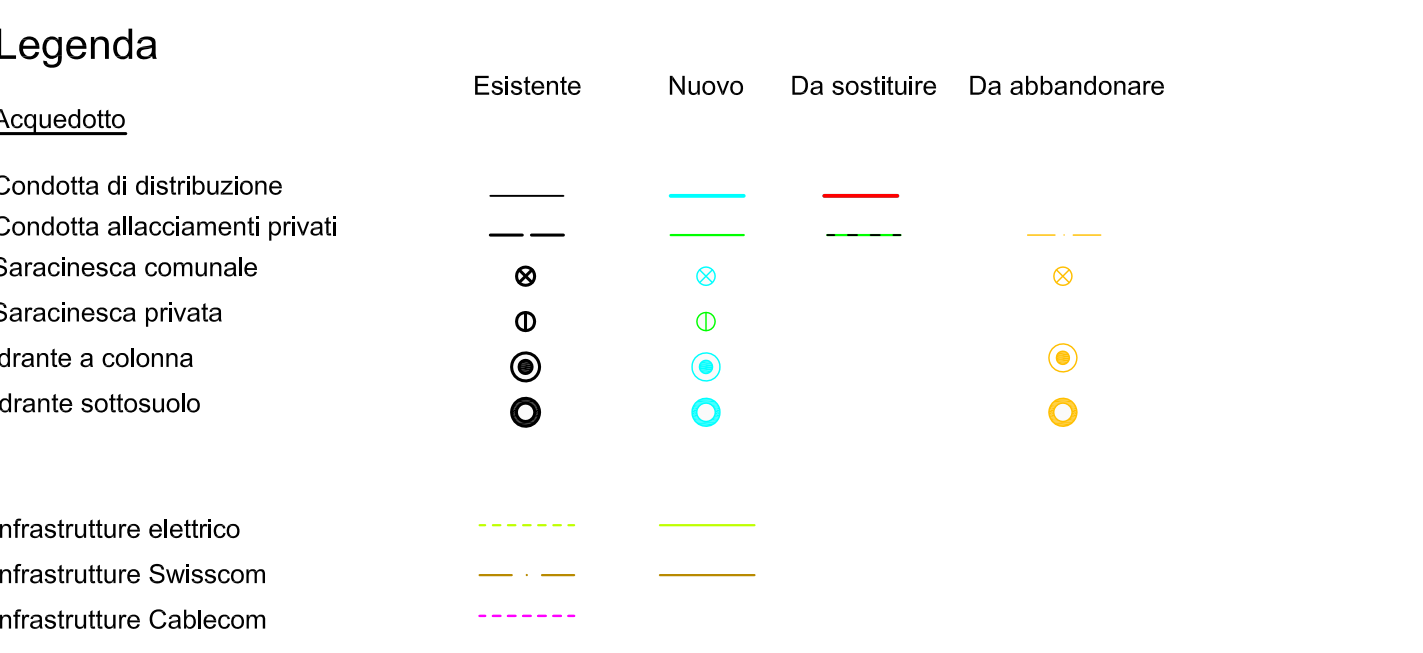 Legenda
Esistente Nuovo Da sostituire Da abbandonare
Acquedotto
Condotta di distribuzione
Condotta allacciamenti privati
Saracinesca comunale
Saracinesca privata
drante a colonna
drante sottosuolo
nfrastrutture elettrico
nfrastrutture Swisscom
nfrastrutture Cablecom